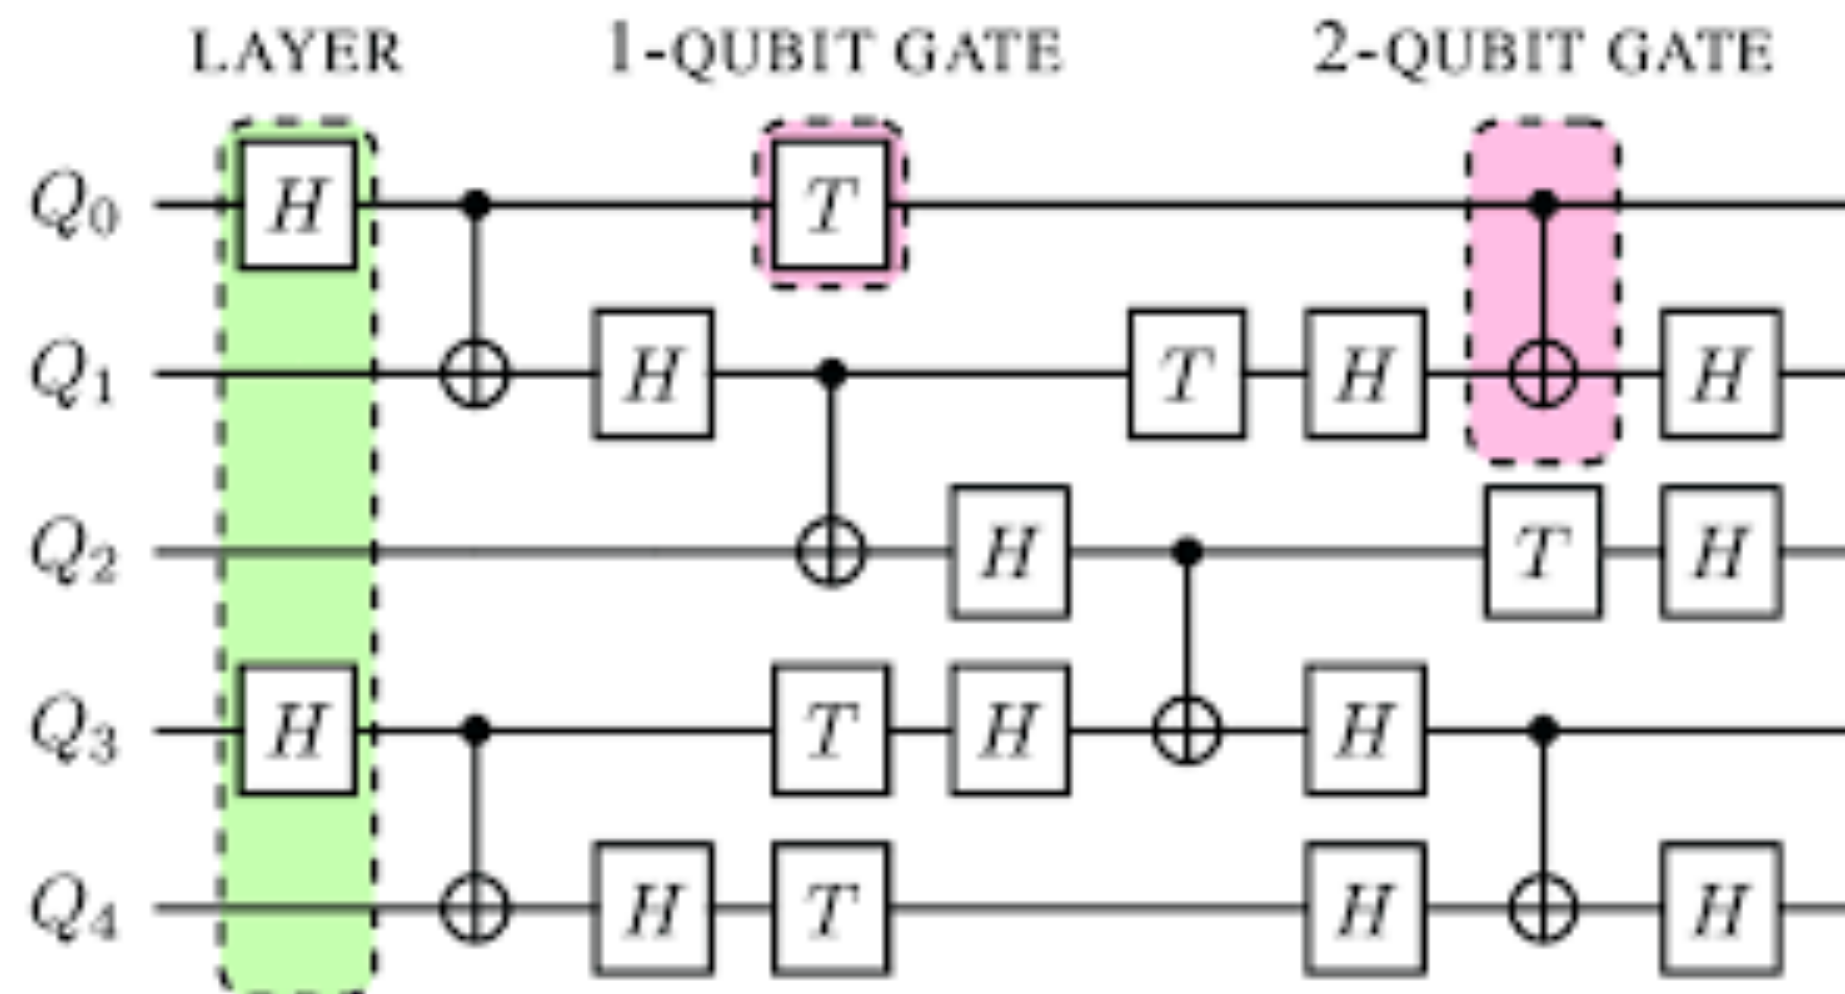 LAYER 1-QUBIT GATE 2-QUBIT GATE
Q0 H T
Q1 H T H H
Q2 H T H
Q3 H T H H
Q4 H T H H